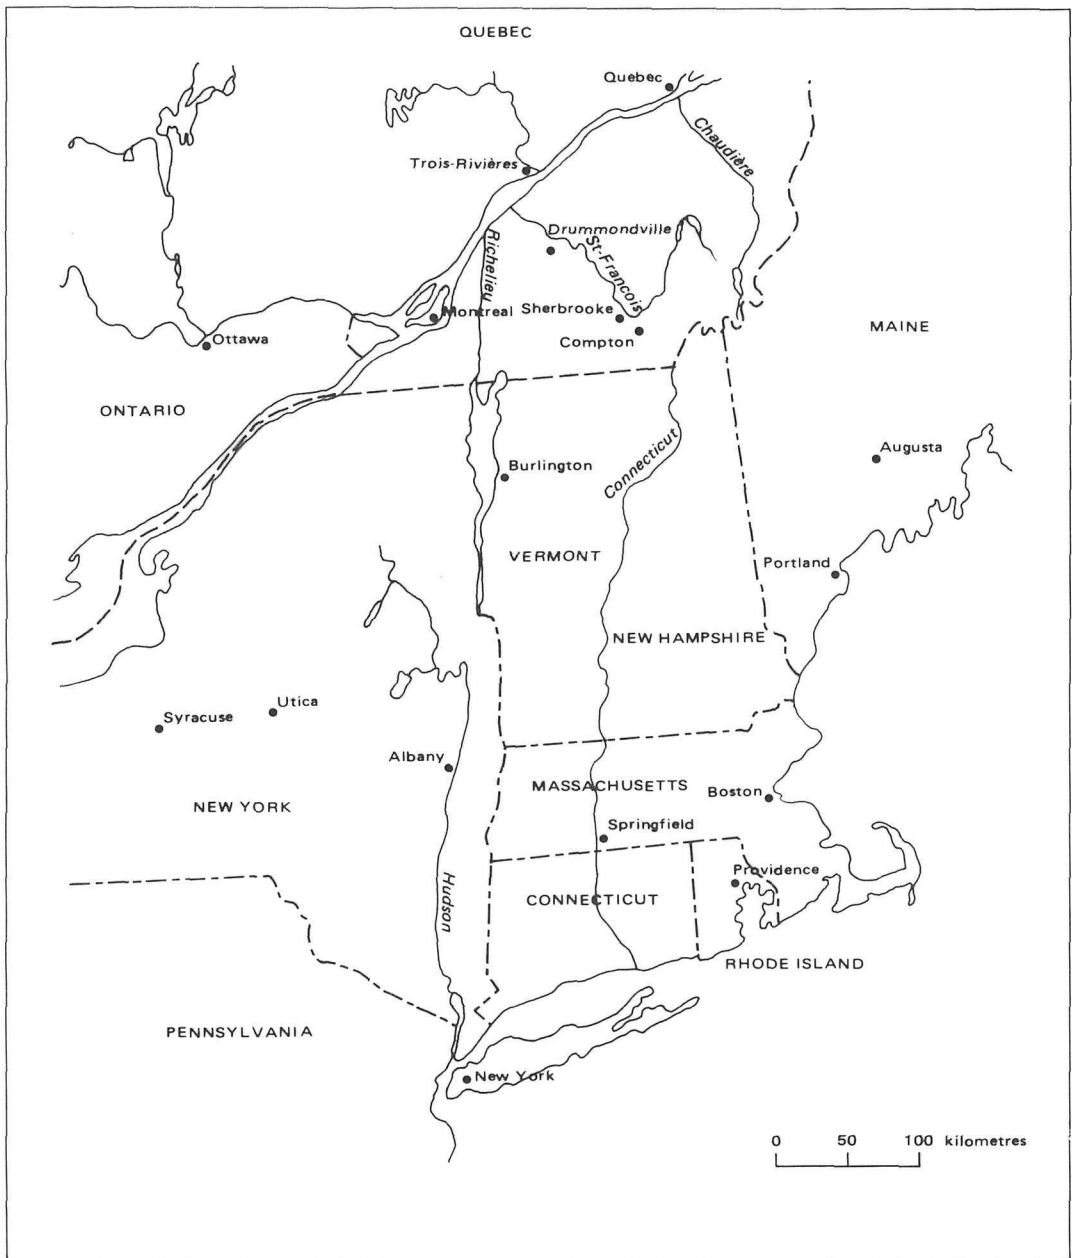 QUEBEC
Quebec
Chaudière
Trois-Rivières
Drummondville
Richelieu
St-Francois
Montreal
Sherbrooke
Compton
Ottawa
MAINE
ONTARIO
Augusta
Connecticut
Burlington
VERMONT
Portland
NEW HAMPSHIRE
Utica
Syracuse
Albany
MASSACHUSETTS
Boston
NEW YORK
Springfield
Providence
CONNECTICUT
Hudson
RHODE ISLAND
PENNSYLVANIA
New York
0 50 100 kilometres